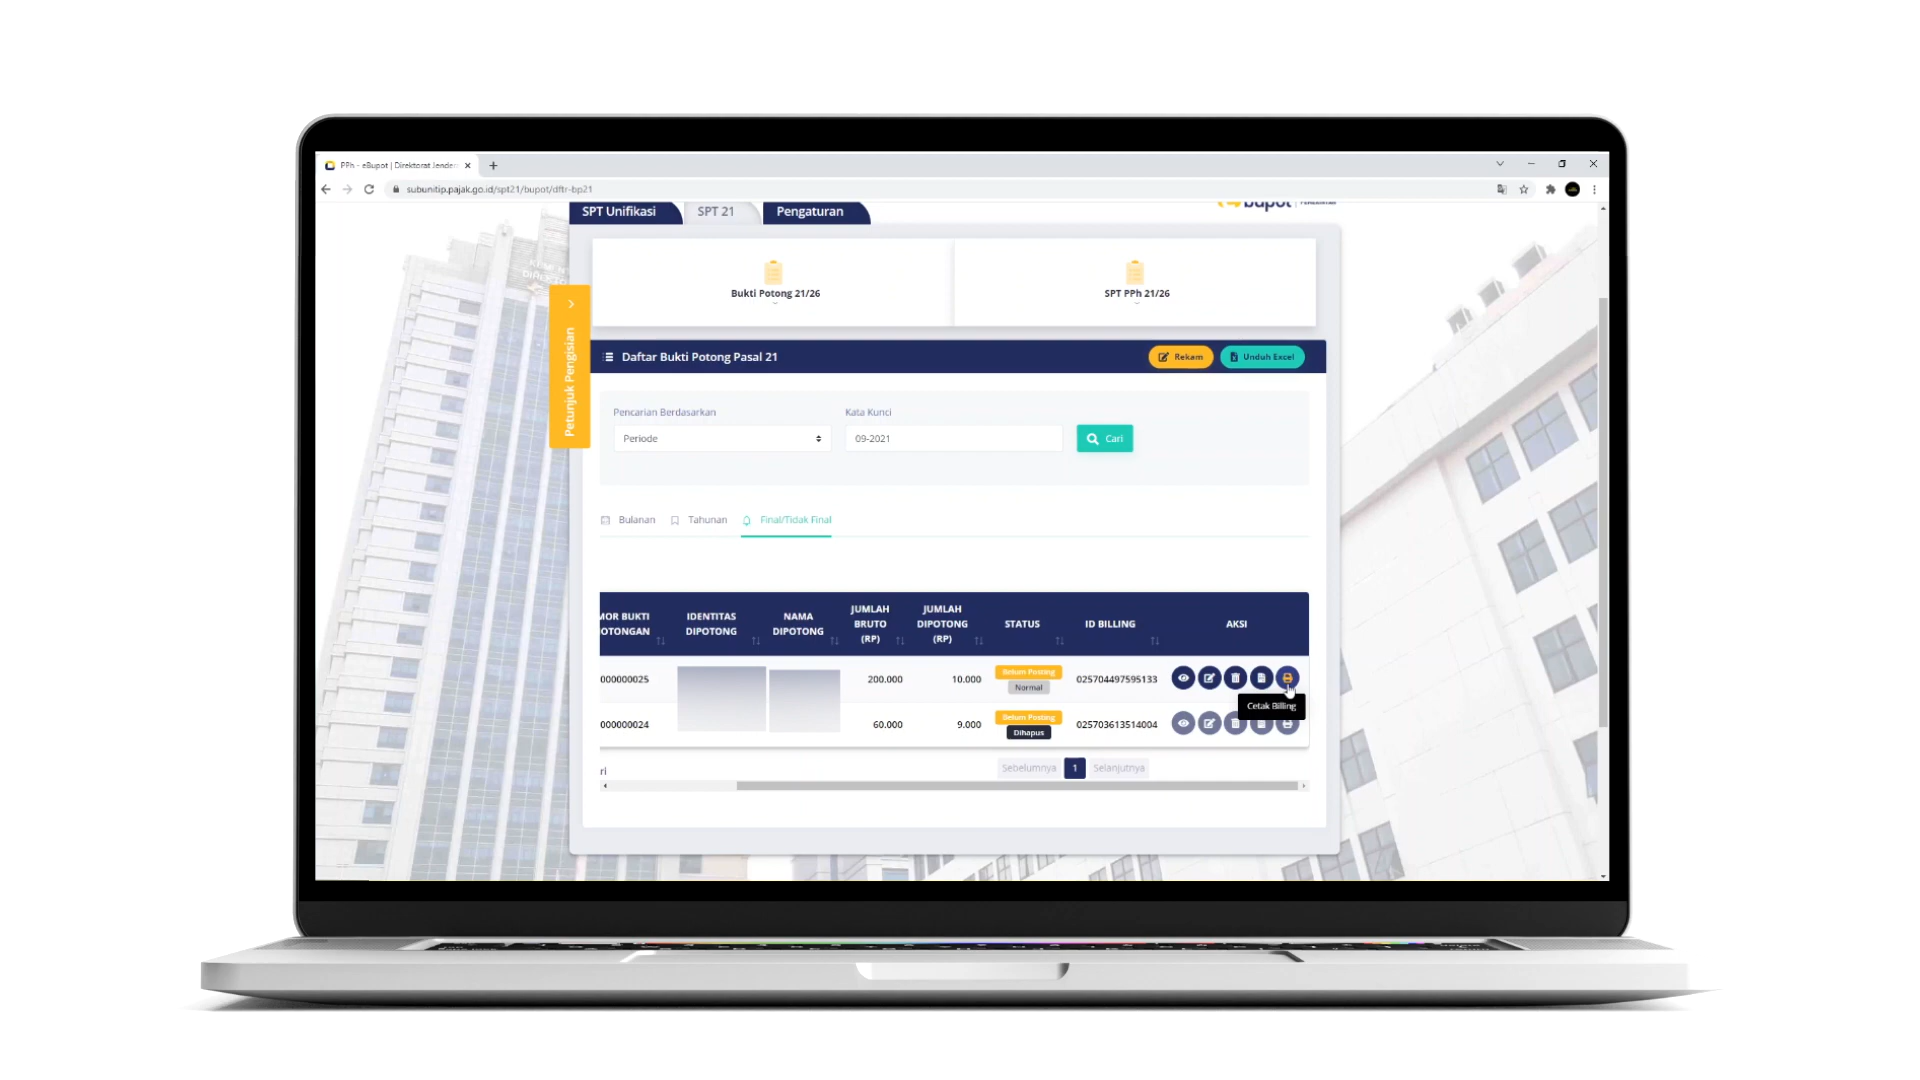 PPh - eBupot | Direktorat Jender
subunitip.pajak.go.id/spt21/bupot/dftr-bp21
SPT Unifikasi
SPT 21
Pengaturan
bupot
Bukti Potong 21/26
SPT PPh 21/26
Petunjuk Pengisian
Daftar Bukti Potong Pasal 21
Rekam
Unduh Excel
Pencarian Berdasarkan
Kata Kunci
Periode
09-2021
Cari
Bulanan
Tahunan
Final/Tidak Final
MOR BUKTI
OTONGAN
IDENTITAS
DIPOTONG
NAMA
DIPOTONG
JUMLAH
BRUTO
(RP)
JUMLAH
DIPOTONG
(RP)
STATUS
ID BILLING
AKSI
000000025
200.000
10.000
Belum Posting
Normal
025704497595133
Cetak Billing
000000024
60.000
9.000
Belum Posting
Dihapus
025703613514004
ri
Sebelumnya
1
Selanjutnya